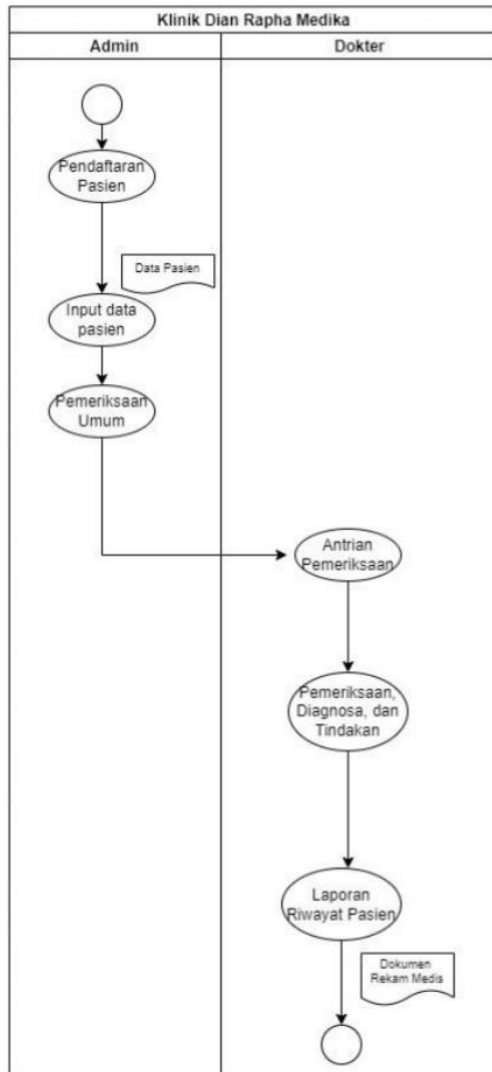 Klinik Dian Rapha Medika
Admin
Dokter
Pendaftaran
Pasien
Data Pasien
Input data
pasien
Pemeriksaan
Umum
Antrian
Pemeriksaan
Pemeriksaan,
Diagnosa, dan
Tindakan
Laporan
Riwayat Pasien
Dokumen
Rekam Medis